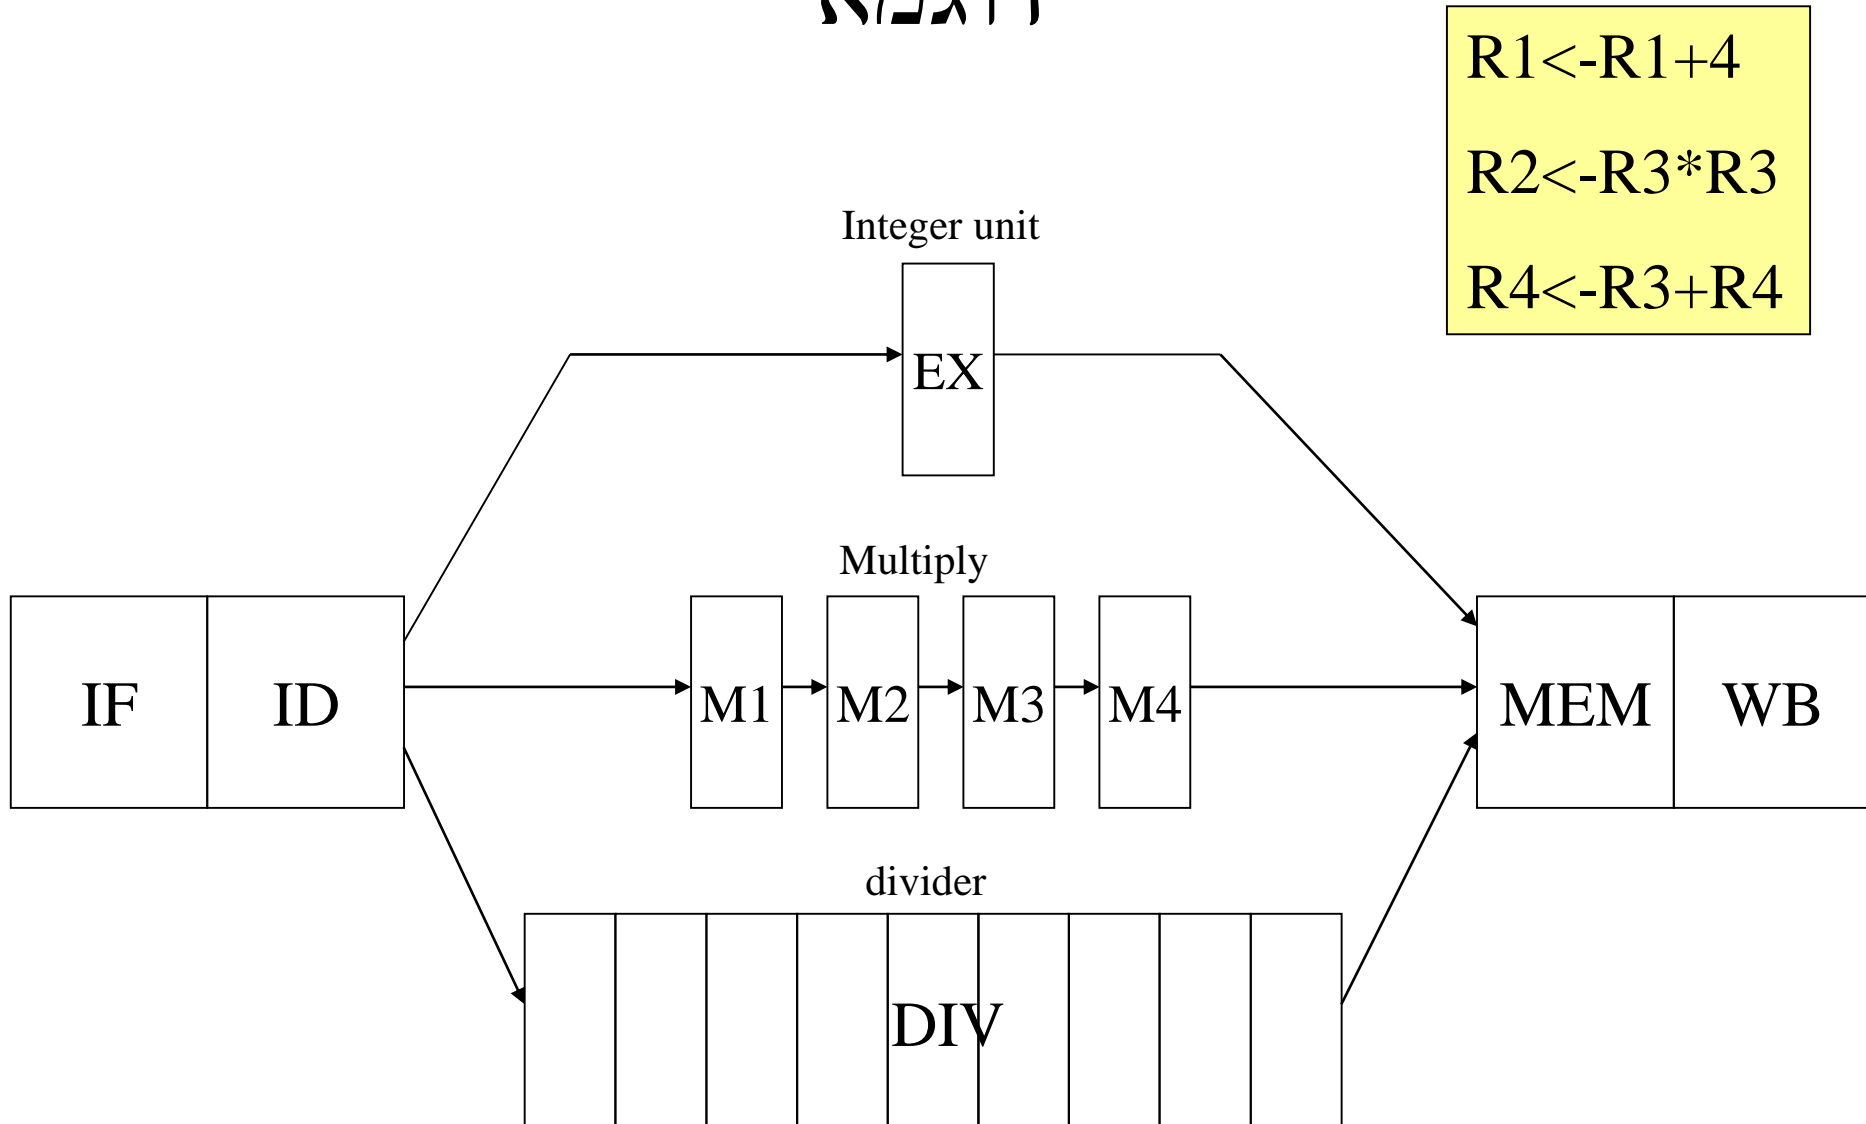 דוגמא
R1<-R1+4
R2<-R3*R3
R4<-R3+R4
Integer unit
EX
Multiply
IF ID M1 M2 M3 M4 MEM WB
divider
DIV